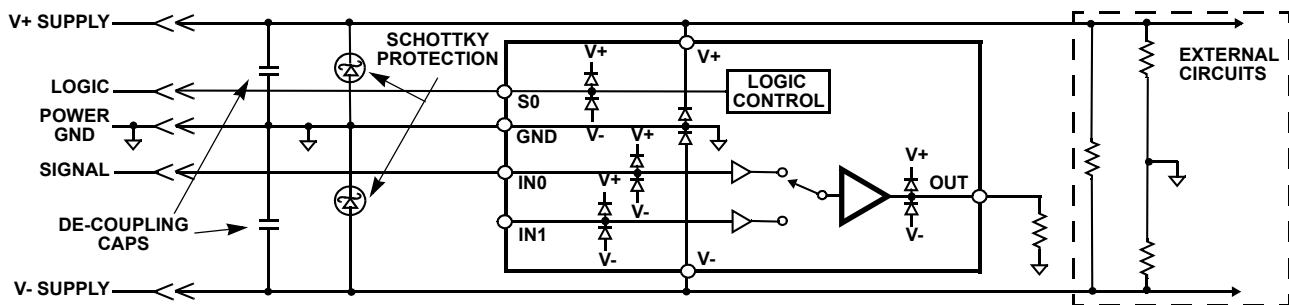 V+ SUPPLY
LOGIC
POWER
GND
SIGNAL
DE-COUPLING
CAPS
V- SUPPLY
SCHOTTKY
PROTECTION
S0
GND
IN0
IN1
V+
V-
V+
V-
V+
V-
V+
LOGIC
CONTROL
V+
OUT
V-
V-
EXTERNAL
CIRCUITS